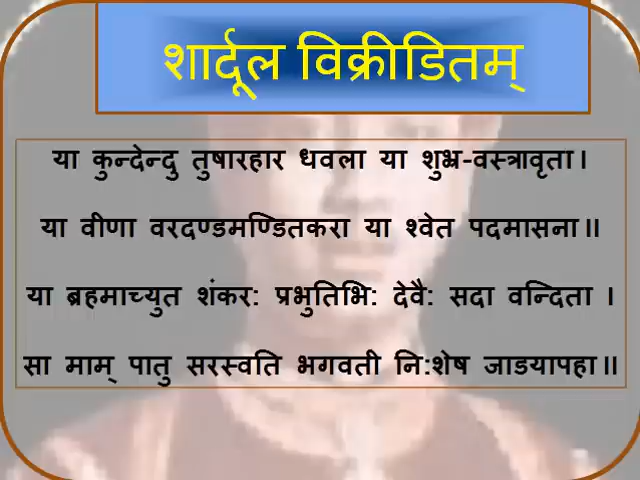 शार्दूल विक्रीडितम्
या कुन्देन्दु तुषारहार धवला या शुभ्र-वस्त्रावृता।
या वीणा वरदण्डमण्डितकरा या श्वेत पदमासना॥
या ब्रहमाच्युत शंकर: प्रभुतिभि: देवै: सदा वन्दिता ।
सा माम् पातु सरस्वति भगवती नि:शेष जाडयापहा॥